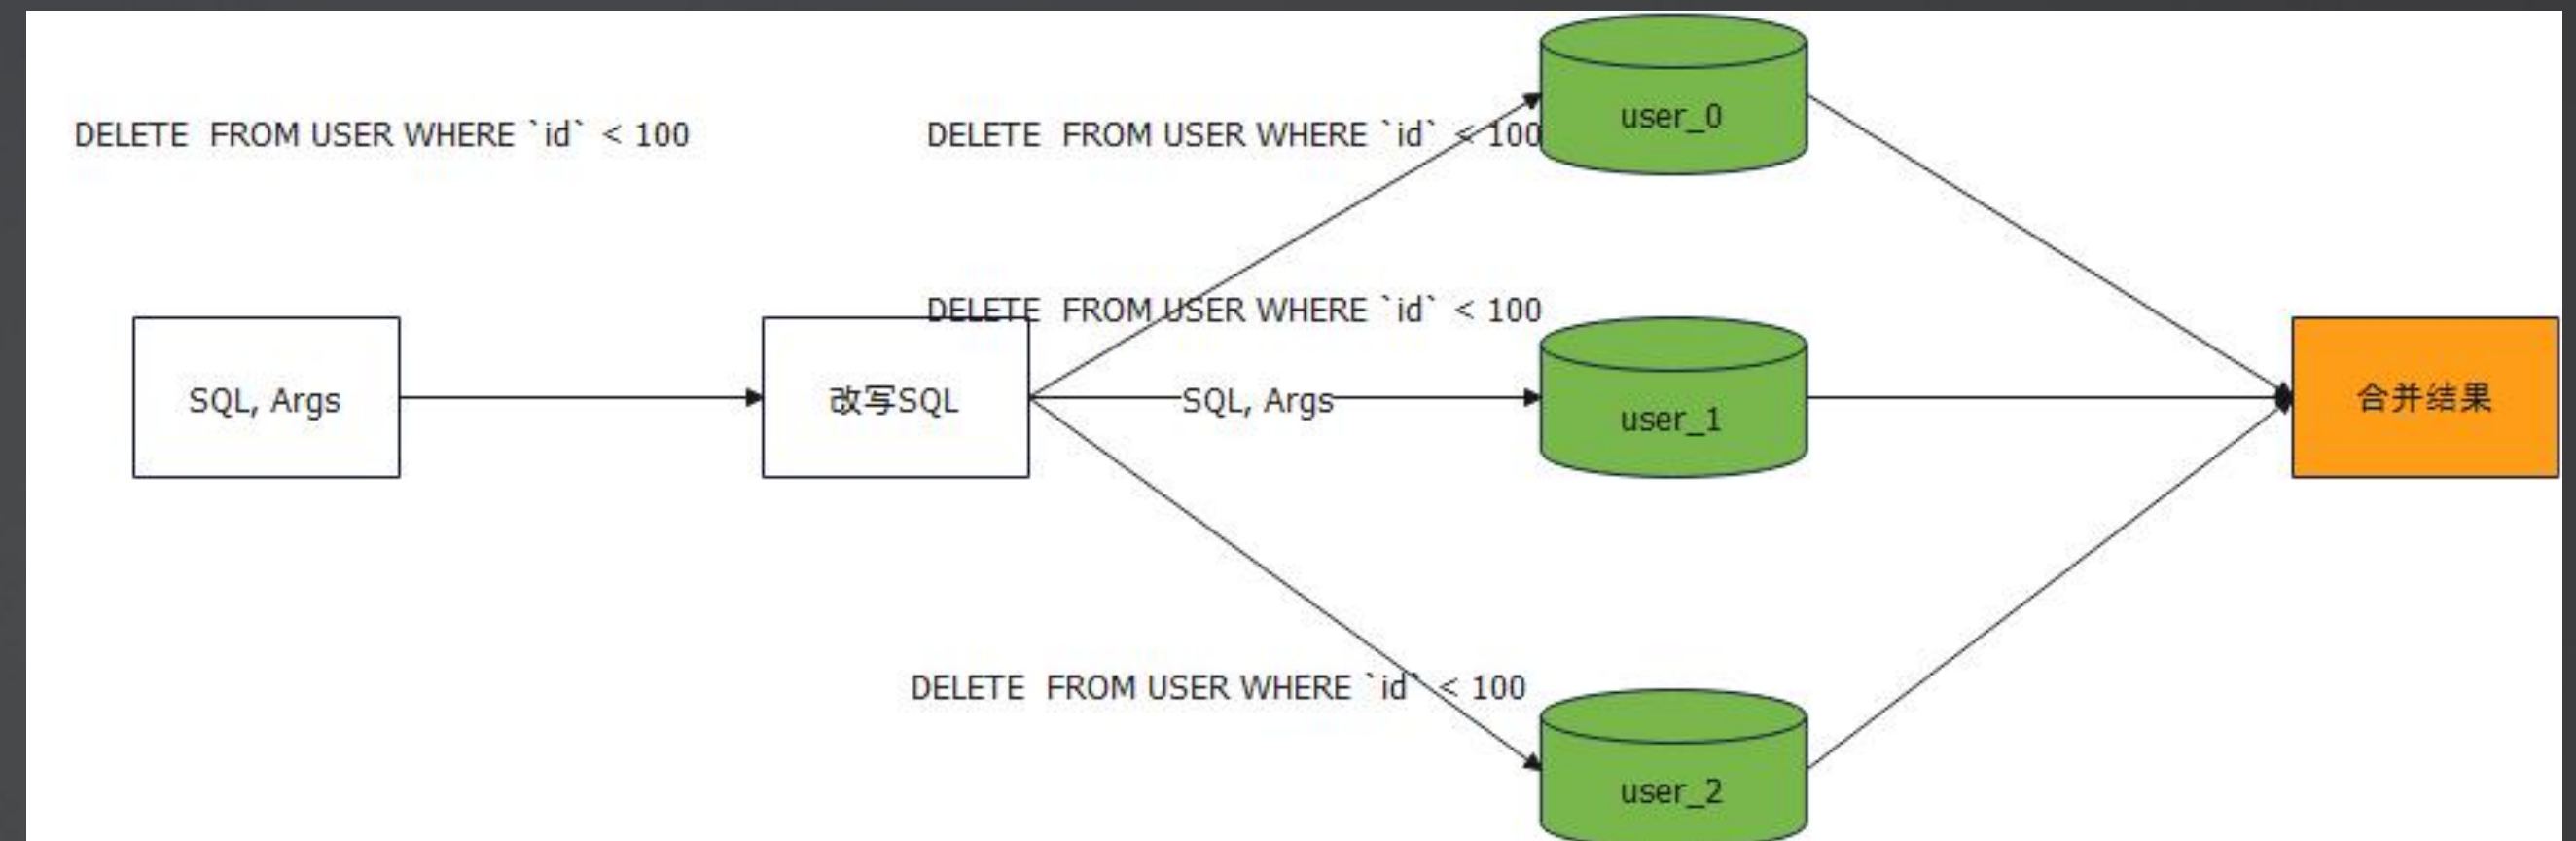 DELETE  FROM USER WHERE `id` < 100
DELETE  FROM USER WHERE `id` < 100
user_0
DELETE  FROM USER WHERE `id` < 100
SQL, Args
改写SQL
SQL, Args
user_1
合并结果
DELETE  FROM USER WHERE `id` < 100
user_2